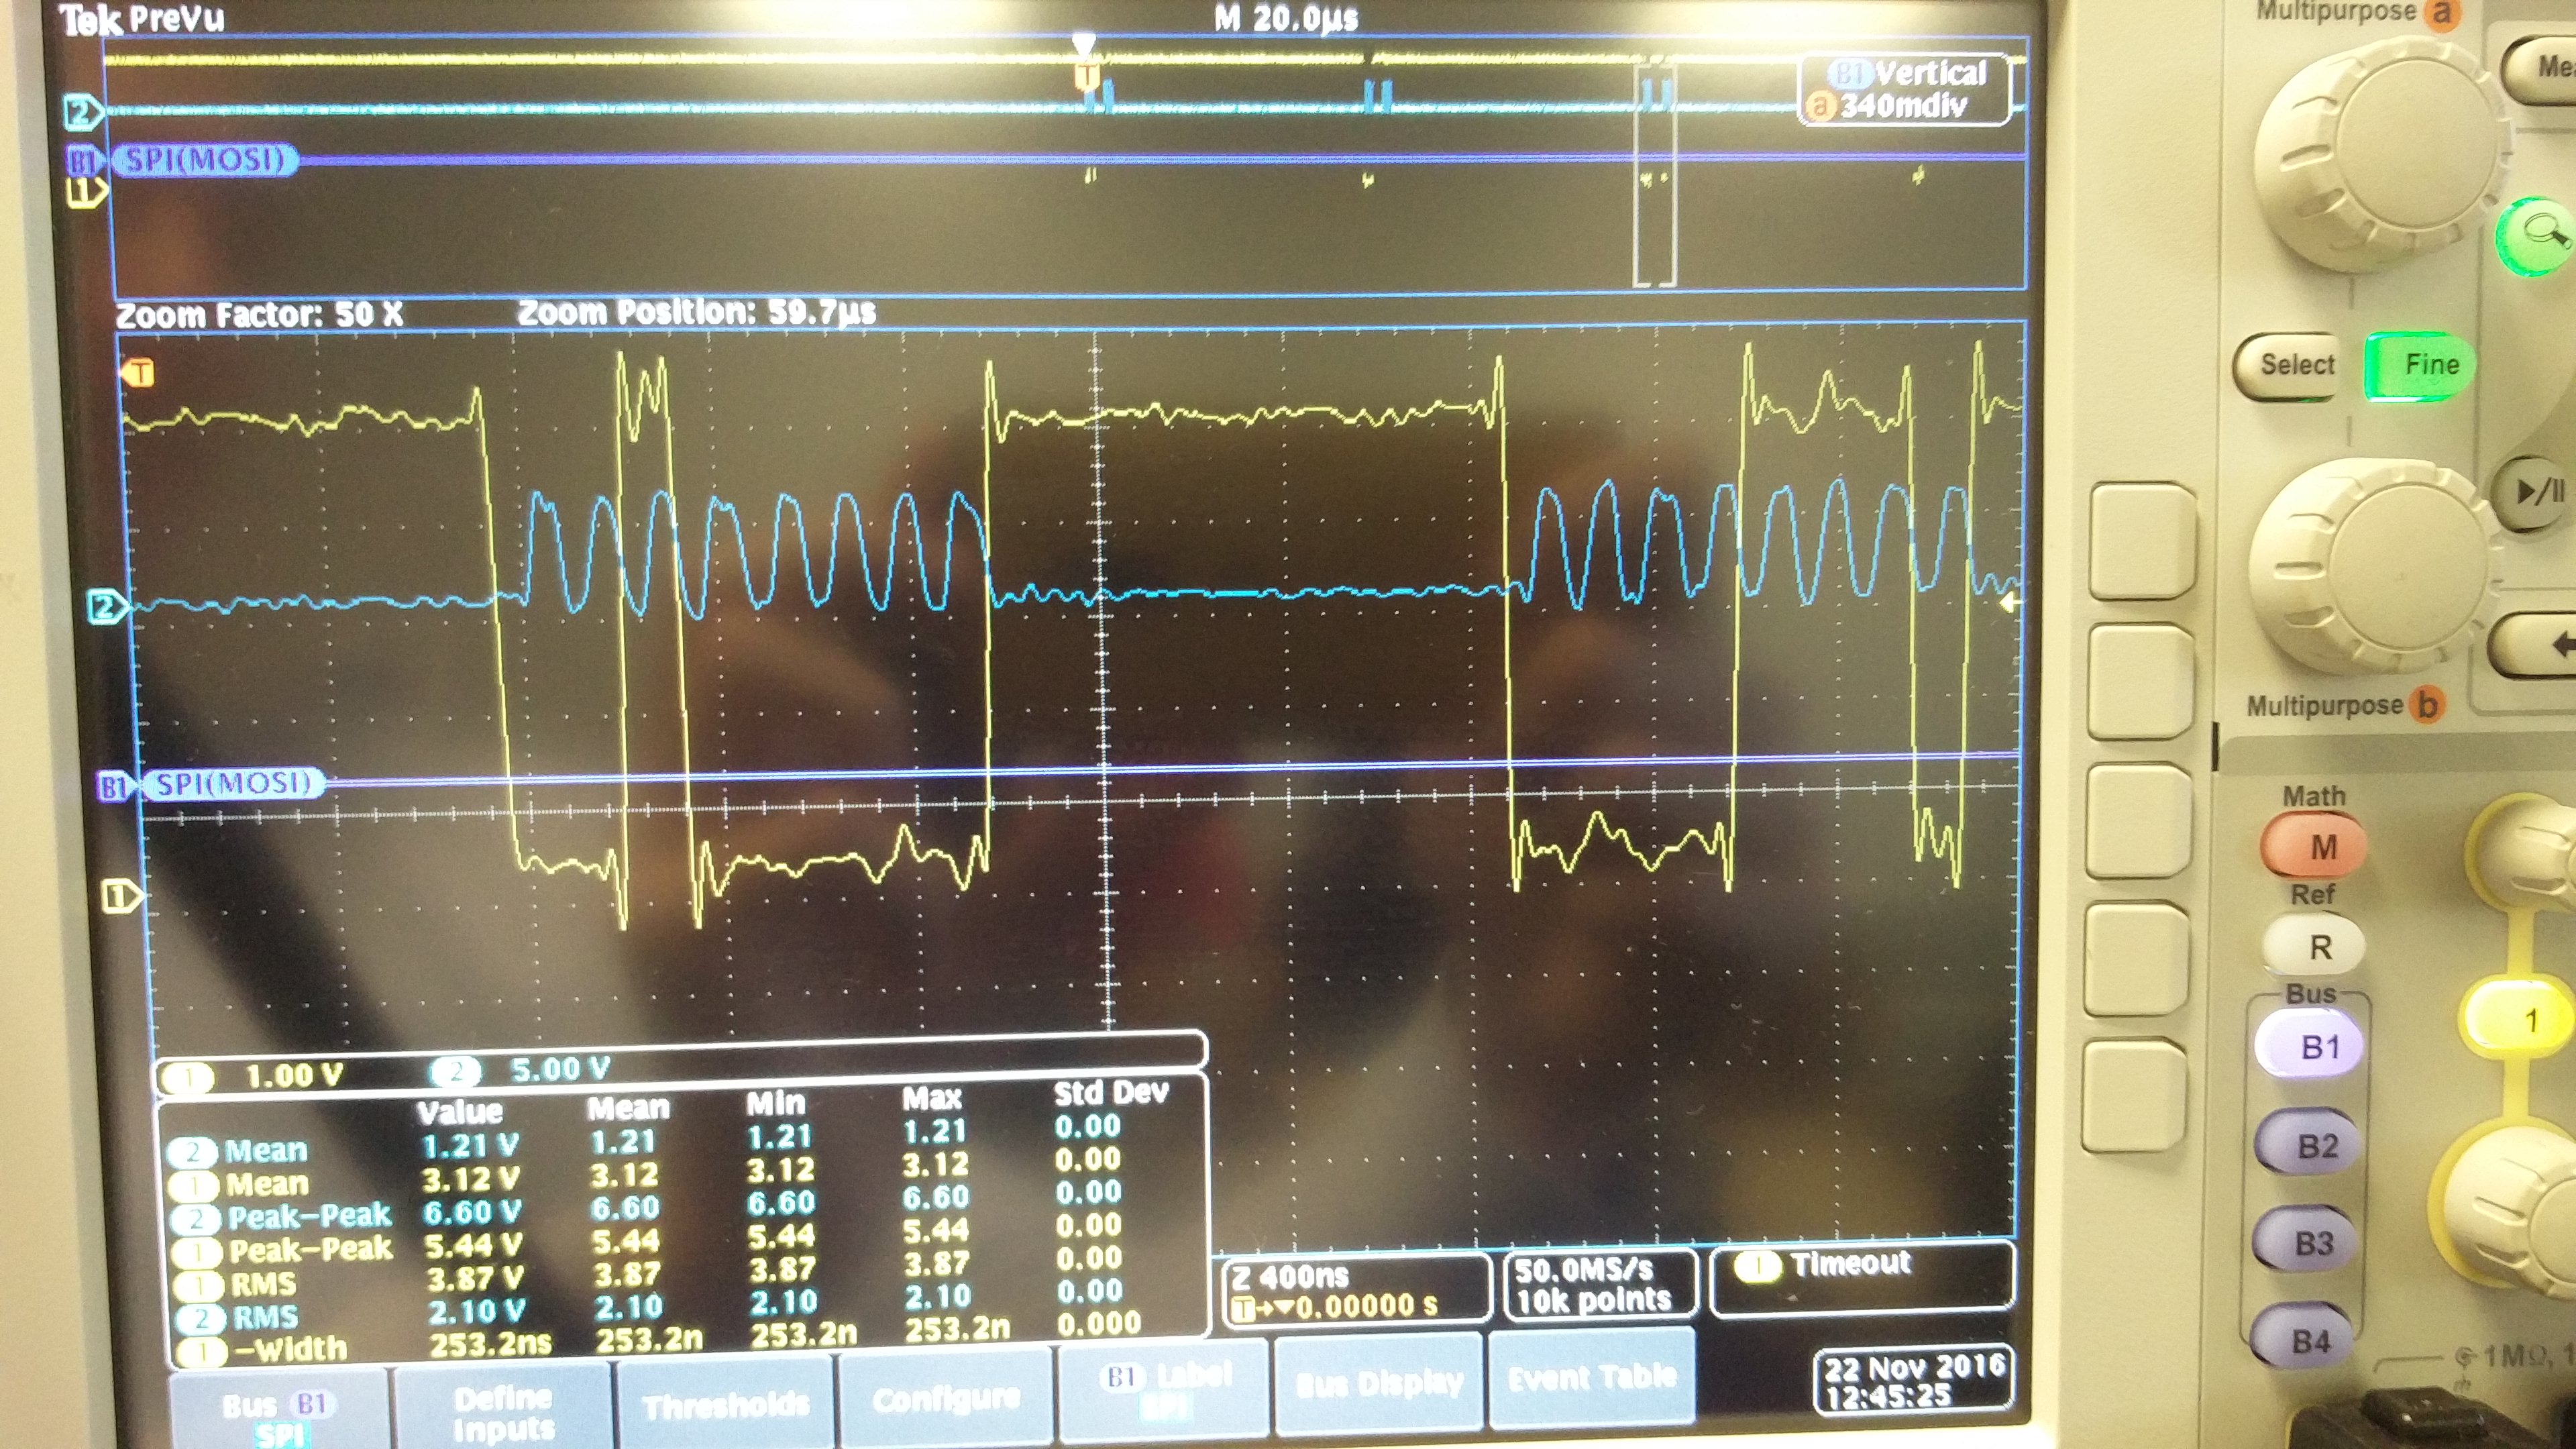 Tek PreVu
M 20.0µs
Multipurpose a
B1 Vertical
a 340mdiv
2
B1 SPI(MOSI)
1
T
Zoom Factor: 50 X
Zoom Position: 59.7µs
T
Select
Fine
2
Multipurpose b
B1 SPI(MOSI)
1
Math
M
Ref
R
Bus
B1
B2
B3
B4
1
1 1.00 V 2 5.00 V
Value Mean Min Max Std Dev
2 Mean 1.21 V 1.21 1.21 1.21 0.00
1 Mean 3.12 V 3.12 3.12 3.12 0.00
2 Peak-Peak 6.60 V 6.60 6.60 6.60 0.00
1 Peak-Peak 5.44 V 5.44 5.44 5.44 0.00
1 RMS 3.87 V 3.87 3.87 3.87 0.00
2 RMS 2.10 V 2.10 2.10 2.10 0.00
1 -Width 253.2ns 253.2n 253.2n 253.2n 0.000
Z 400ns
T→▼0.00000 s
50.0MS/s
10k points
1 Timeout
Bus B1
SPI
Define
Inputs
Thresholds
Configure
B1 Label
SPI
Bus Display
Event Table
22 Nov 2016
12:45:25